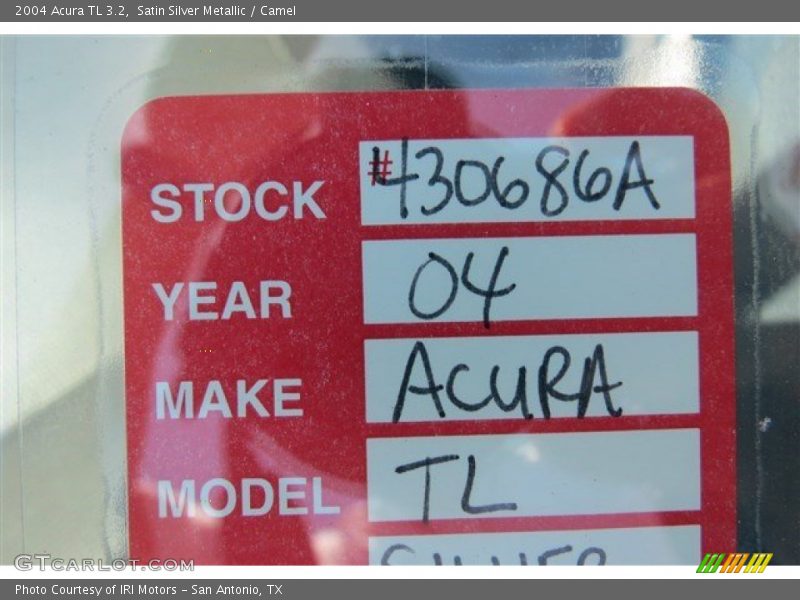 2004 Acura TL 3.2,  Satin Silver Metallic / Camel
STOCK #430686A
YEAR 04
MAKE ACURA
MODEL TL
SILVER
GTCARLOT.COM
Photo Courtesy of IRI Motors - San Antonio, TX